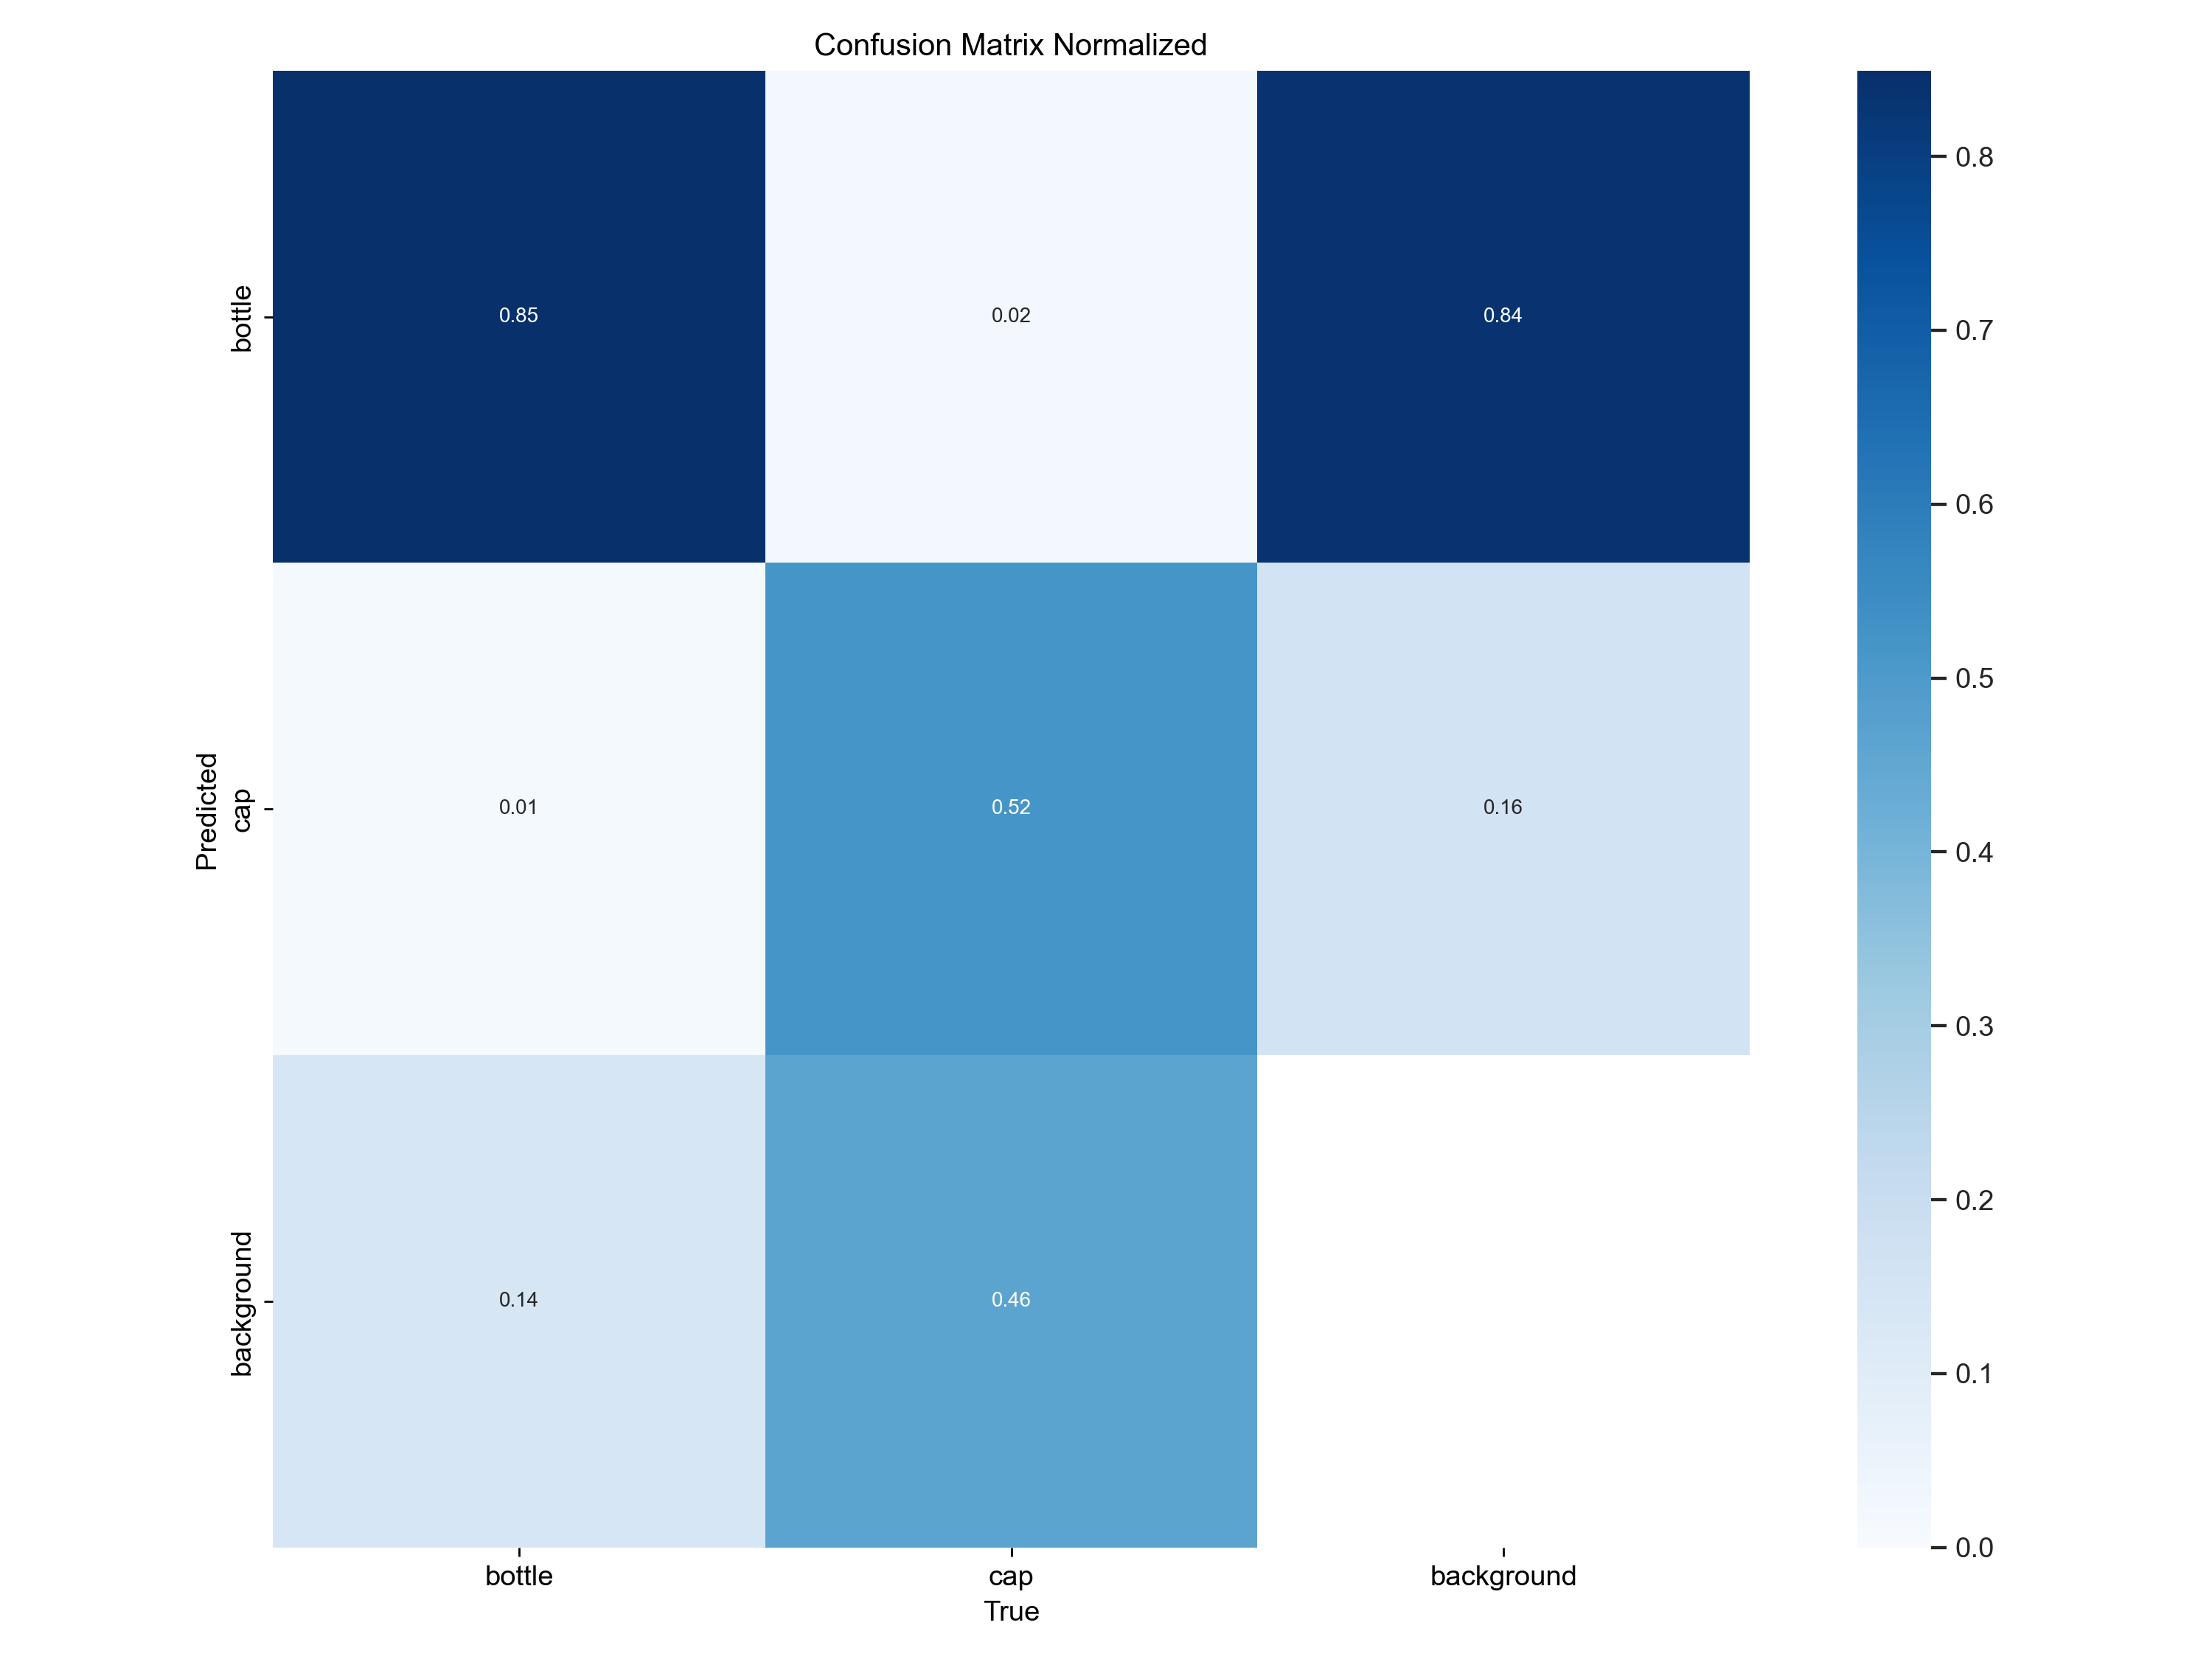 Confusion Matrix Normalized
Predicted
bottle
0.85
0.02
0.84
cap
0.01
0.52
0.16
background
0.14
0.46
bottle
cap
background
True
0.8
0.7
0.6
0.5
0.4
0.3
0.2
0.1
0.0